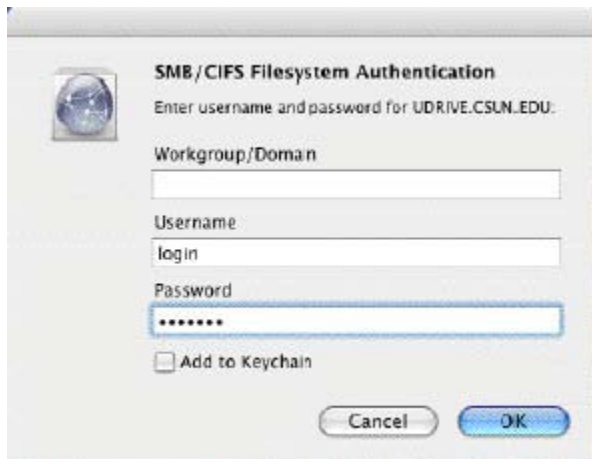 SMB/CIFS Filesystem Authentication
Enter username and password for UDRIVE.CSUN.EDU:
Workgroup/Domain
Username
login
Password
•••••••
Add to Keychain
Cancel
OK